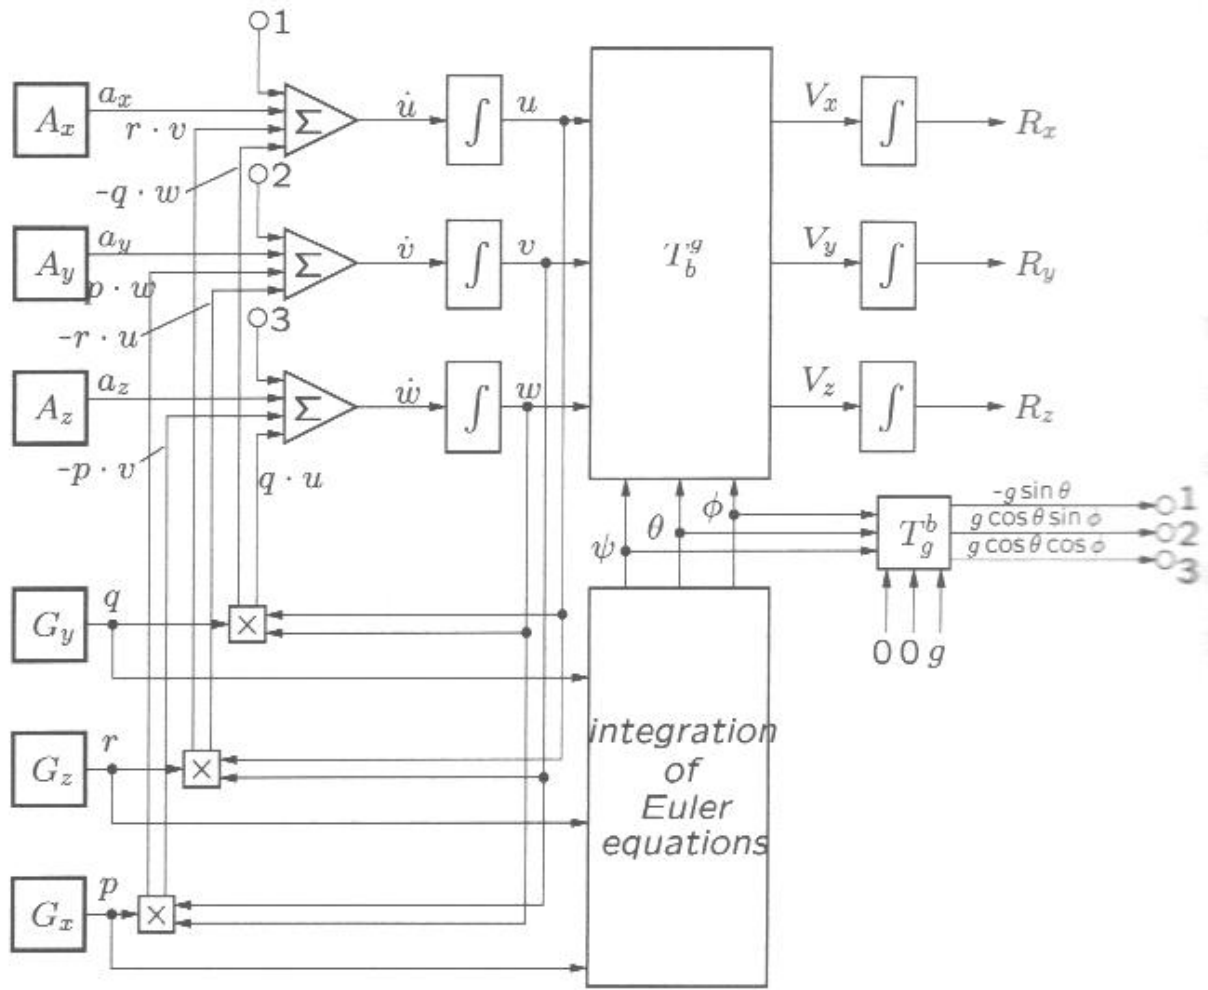 1
A_x a_x Σ u̇ ∫ u V_x ∫ R_x
r · v
-q · w
2
A_y a_y Σ v̇ ∫ v T_b^g V_y ∫ R_y
p · w
-r · u
3
A_z a_z Σ ẇ ∫ w V_z ∫ R_z
-p · v
q · u
ψ θ ϕ
T_g^b
-g sin θ 1
g cos θ sin ϕ 2
g cos θ cos ϕ 3
0 0 g
G_y q ×
G_z r ×
G_x p ×
integration
of
Euler
equations